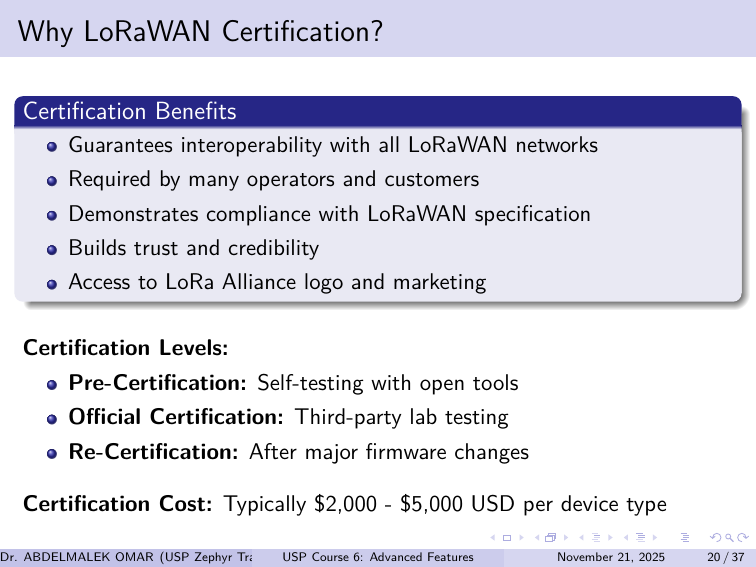 Why LoRaWAN Certification?
Certification Benefits
Guarantees interoperability with all LoRaWAN networks
Required by many operators and customers
Demonstrates compliance with LoRaWAN specification
Builds trust and credibility
Access to LoRa Alliance logo and marketing
Certification Levels:
Pre-Certification: Self-testing with open tools
Official Certification: Third-party lab testing
Re-Certification: After major firmware changes
Certification Cost: Typically $2,000 - $5,000 USD per device type
Dr. ABDELMALEK OMAR (USP Zephyr Tra USP Course 6: Advanced Features November 21, 2025 20 / 37